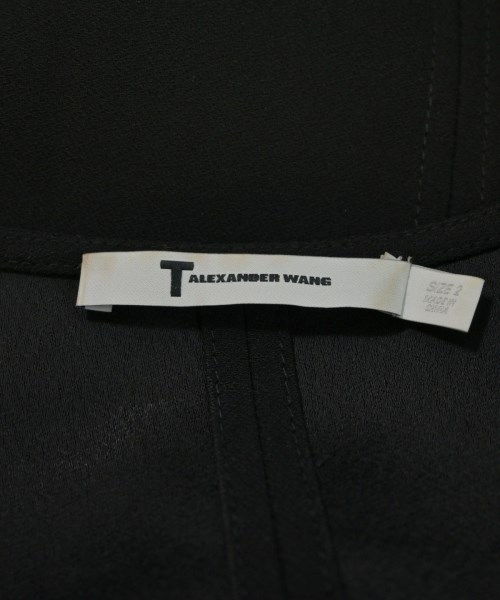 T ALEXANDER WANG
SIZE 2
MADE IN
CHINA